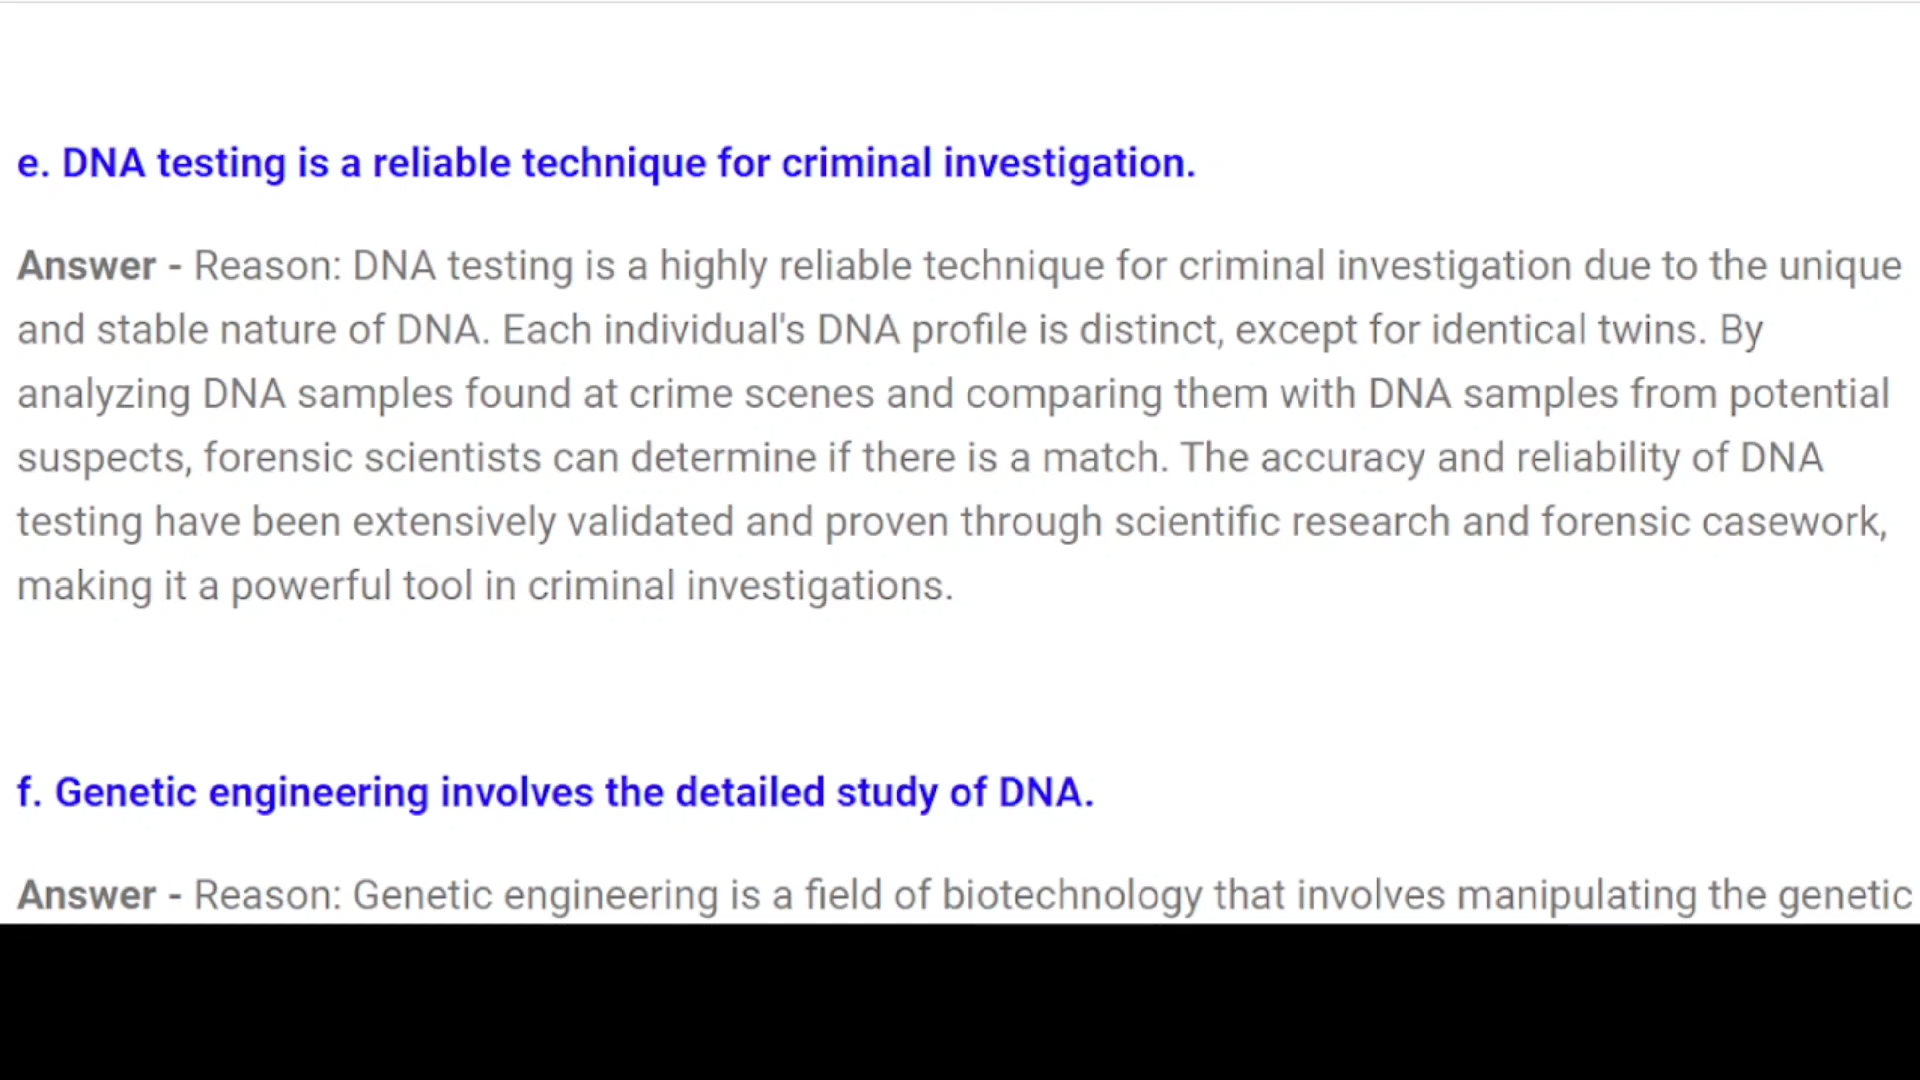 e. DNA testing is a reliable technique for criminal investigation.
Answer - Reason: DNA testing is a highly reliable technique for criminal investigation due to the unique
and stable nature of DNA. Each individual's DNA profile is distinct, except for identical twins. By
analyzing DNA samples found at crime scenes and comparing them with DNA samples from potential
suspects, forensic scientists can determine if there is a match. The accuracy and reliability of DNA
testing have been extensively validated and proven through scientific research and forensic casework,
making it a powerful tool in criminal investigations.
f. Genetic engineering involves the detailed study of DNA.
Answer - Reason: Genetic engineering is a field of biotechnology that involves manipulating the genetic